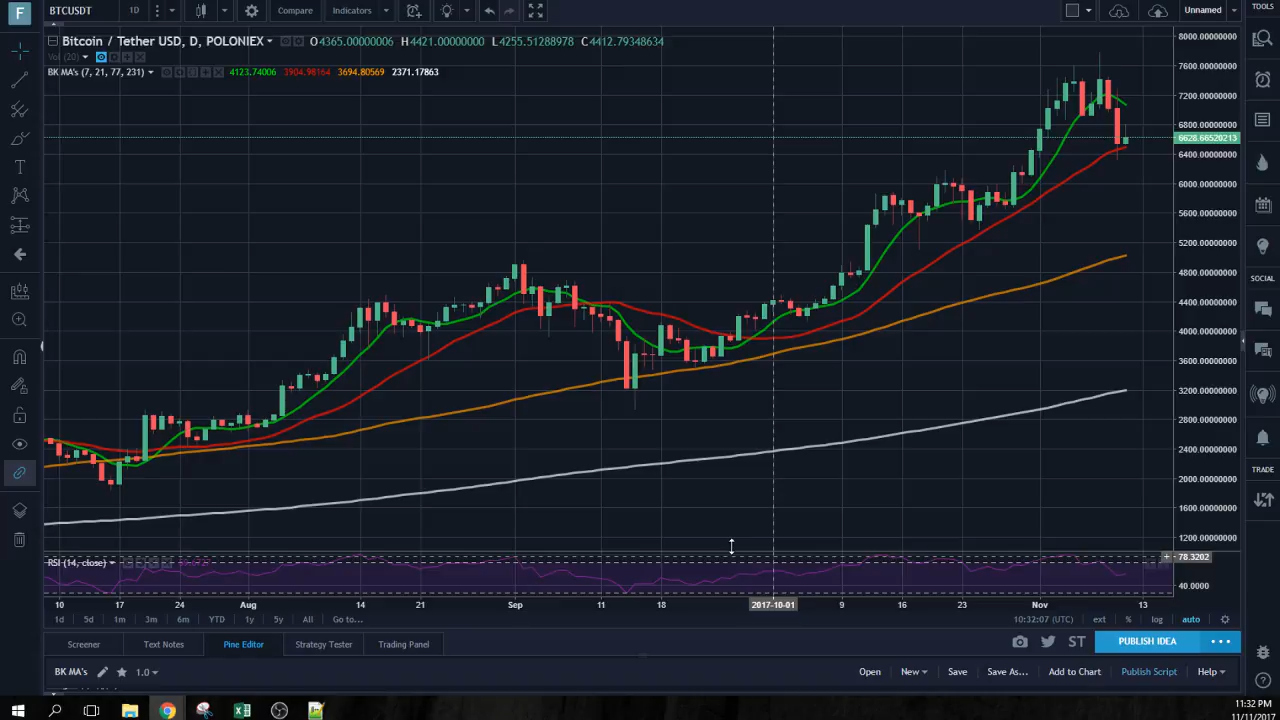 F BTCUSDT 1D Compare Indicators Unnamed TOOLS
Bitcoin / Tether USD, D, POLONIEX O4365.00000006 H4421.00000000 L4255.51288978 C4412.79348634
Vol (20)
BK MA's (7, 21, 77, 231) 4123.74006 3904.98164 3694.80569 2371.17863
8000.00000000
7600.00000000
7200.00000000
6800.00000000
6628.66520213
6400.00000000
6000.00000000
5600.00000000
5200.00000000
4800.00000000
4400.00000000
4000.00000000
3600.00000000
3200.00000000
2800.00000000
2400.00000000
2000.00000000
1600.00000000
1200.00000000
SOCIAL
TRADE
RSI (14, close)
78.3202
40.0000
10 17 24 Aug 14 21 Sep 11 18 2017-10-01 9 16 23 Nov 13
1d 5d 1m 3m 6m YTD 1y 5y All Go to... 10:32:07 (UTC) ext % log auto
Screener Text Notes Pine Editor Strategy Tester Trading Panel ST PUBLISH IDEA
BK MA's 1.0 Open New Save Save As... Add to Chart Publish Script Help
11:32 PM
11/11/2017